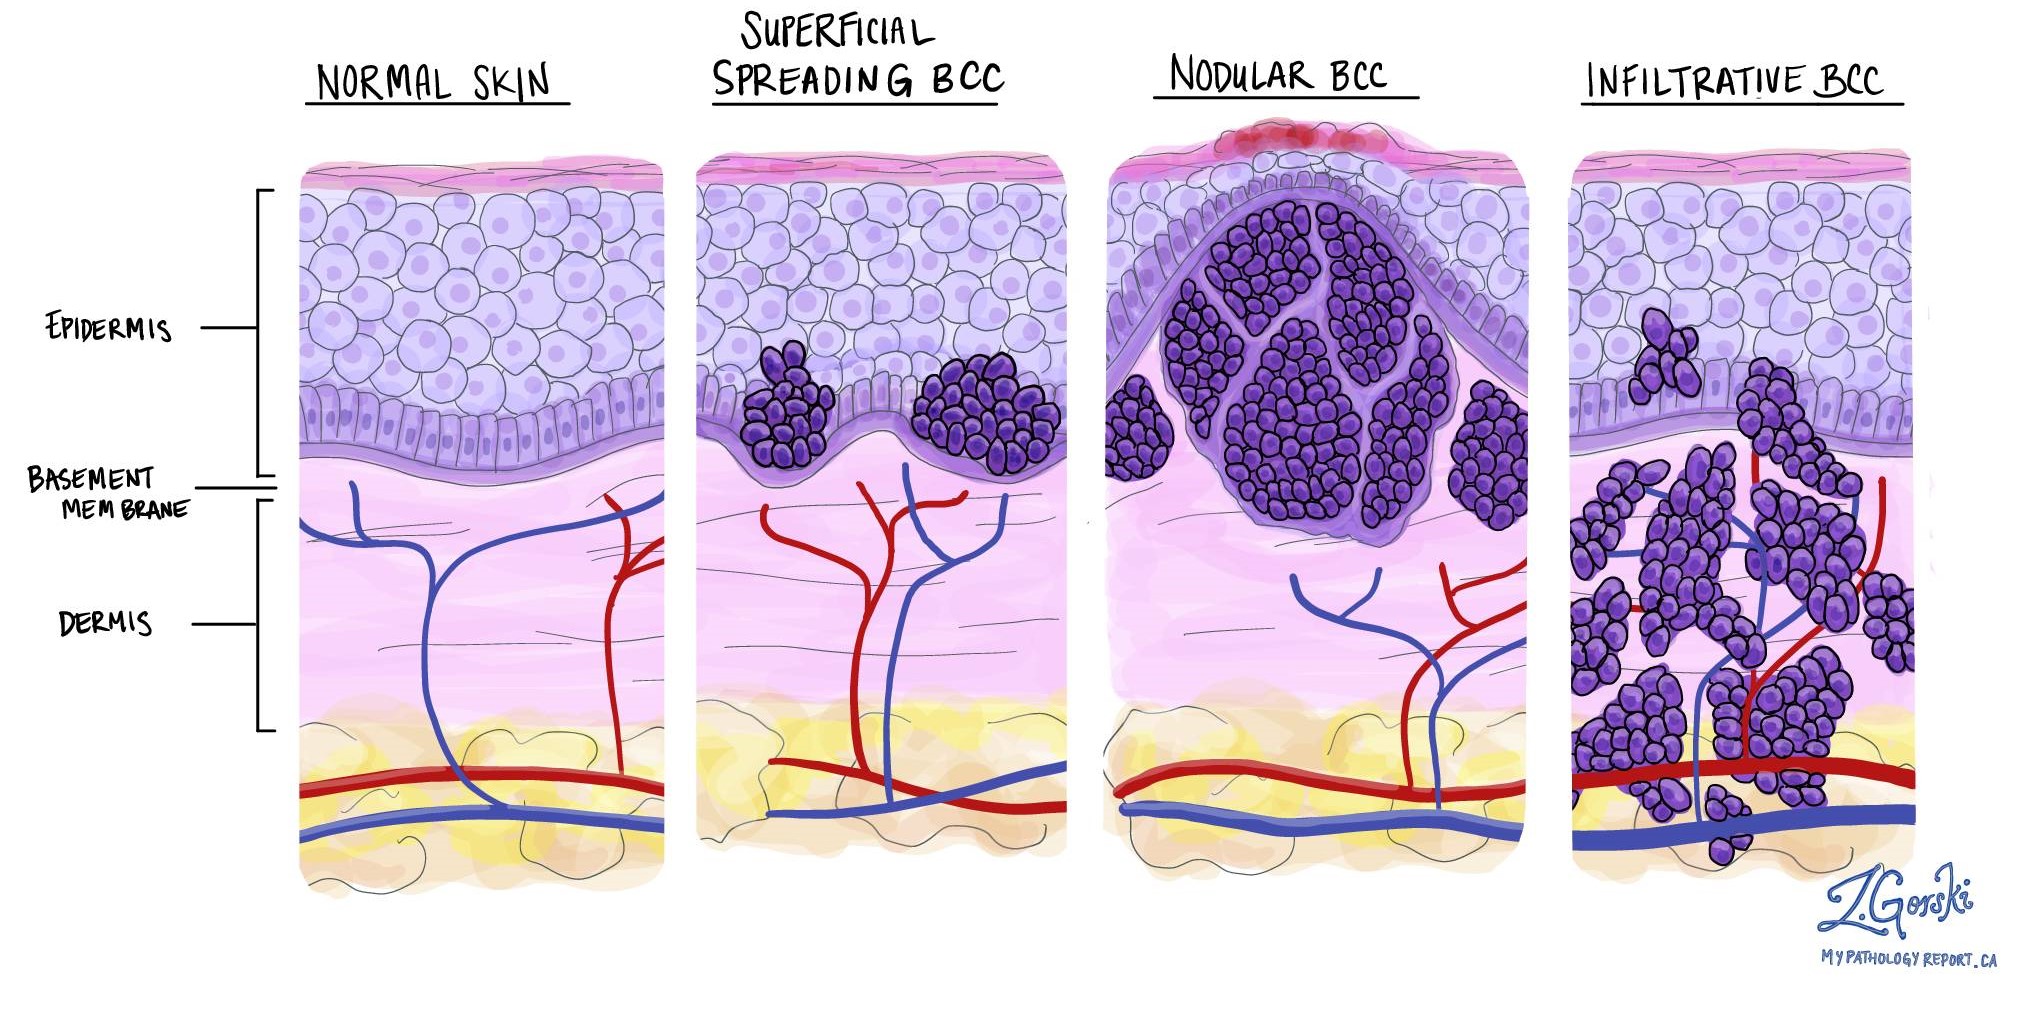 NORMAL SKIN
SUPERFICIAL
SPREADING BCC
NODULAR BCC
INFILTRATIVE BCC
EPIDERMIS
BASEMENT
MEMBRANE
DERMIS
Z.Gorski
MYPATHOLOGYREPORT.CA